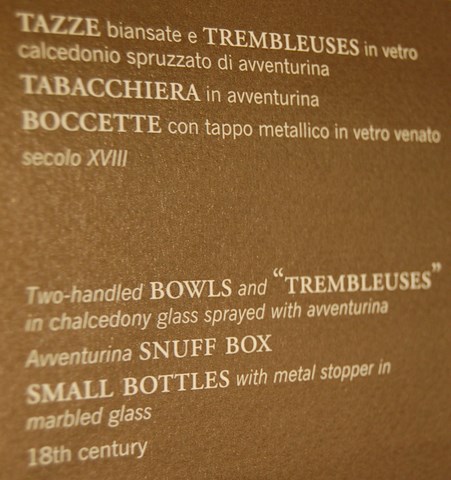 TAZZE biansate e TREMBLEUSES in vetro
calcedonio spruzzato di avventurina
TABACCHIERA in avventurina
BOCCETTE con tappo metallico in vetro venato
secolo XVIII
Two-handled BOWLS and “TREMBLEUSES”
in chalcedony glass sprayed with avventurina
Avventurina SNUFF BOX
SMALL BOTTLES with metal stopper in
marbled glass
18th century